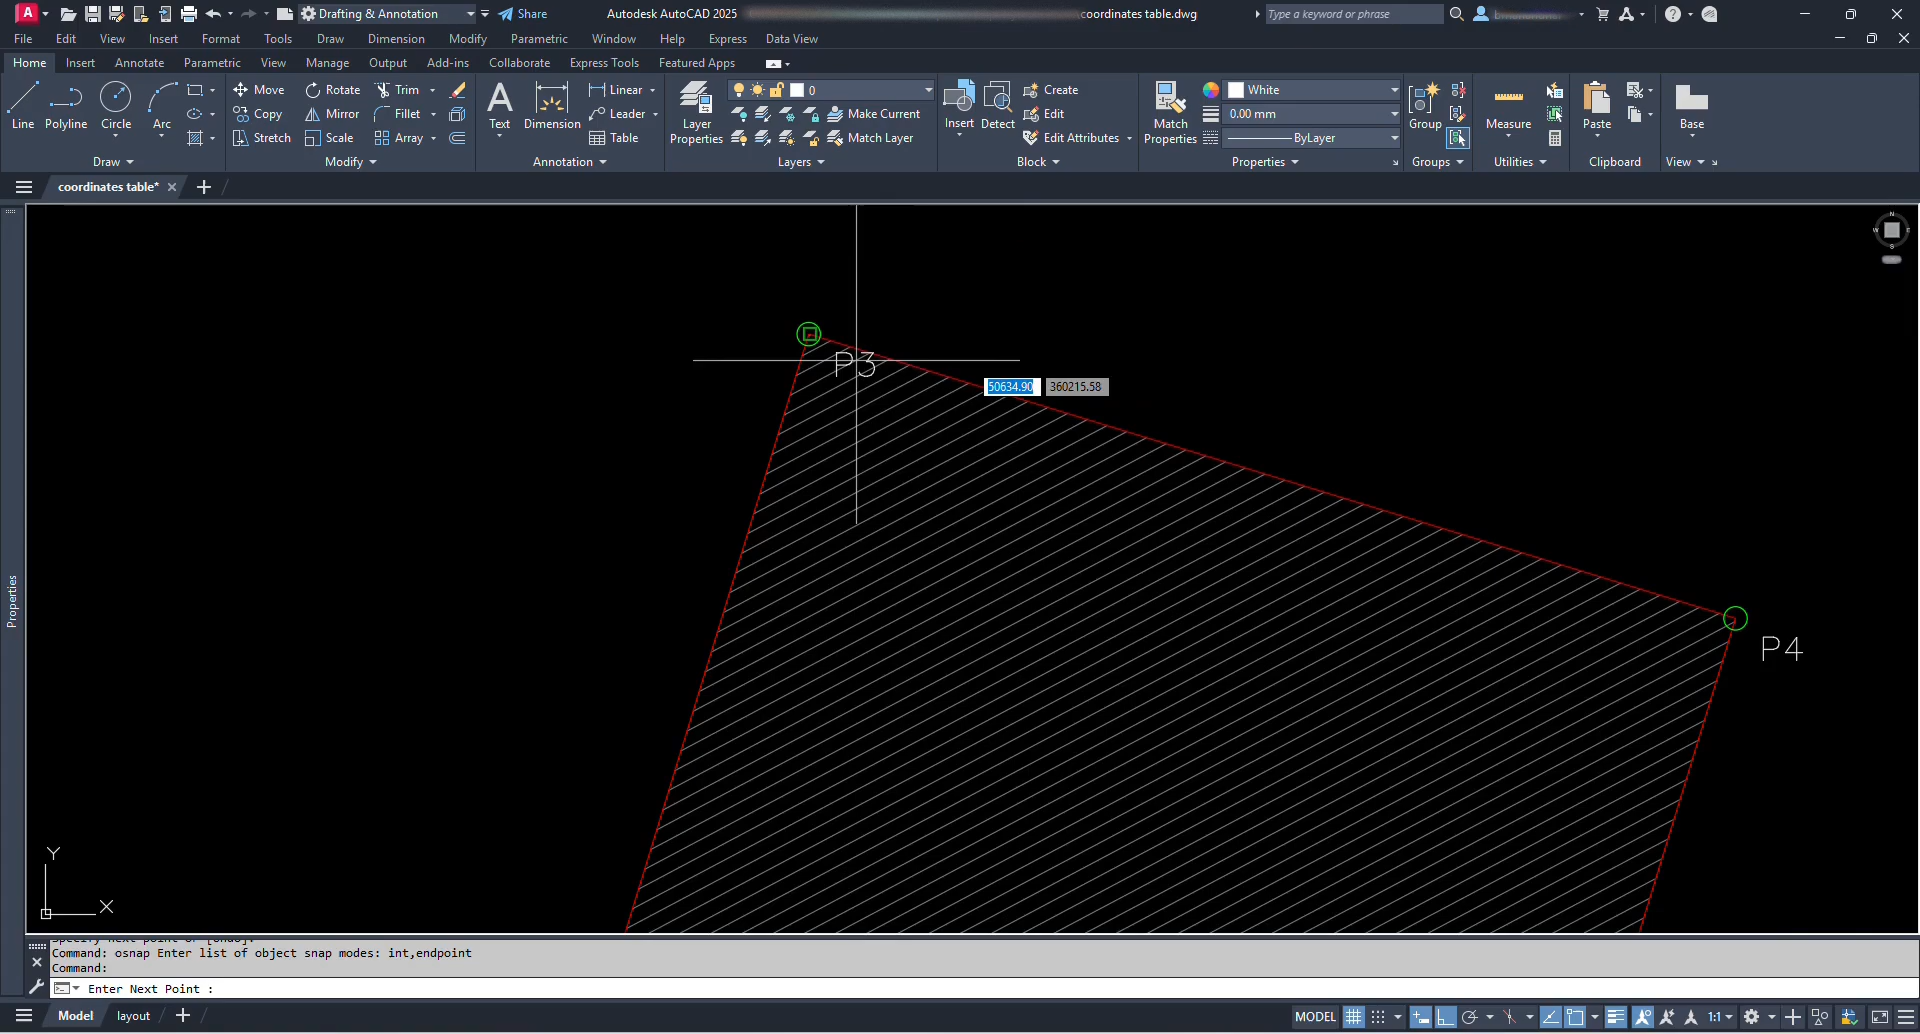 A Drafting & Annotation Share Autodesk AutoCAD 2025 coordinates table.dwg Type a keyword or phrase
File Edit View Insert Format Tools Draw Dimension Modify Parametric Window Help Express Data View
Home Insert Annotate Parametric View Manage Output Add-ins Collaborate Express Tools Featured Apps
Line Polyline Circle Arc
Draw
Move Rotate Trim
Copy Mirror Fillet
Stretch Scale Array
Modify
Text Dimension
Linear
Leader
Table
Annotation
Layer Properties
0
Make Current
Match Layer
Layers
Insert Detect
Create
Edit
Edit Attributes
Block
Match Properties
White
0.00 mm
ByLayer
Properties
Group
Groups
Measure
Utilities
Paste
Clipboard
Base
View
coordinates table*
N
W
S
P3
50634.90 360215.58
P4
Properties
Y
X
Specify next point or [Undo]:
Command: osnap Enter list of object snap modes: int,endpoint
Command:
Enter Next Point :
Model layout MODEL 1:1